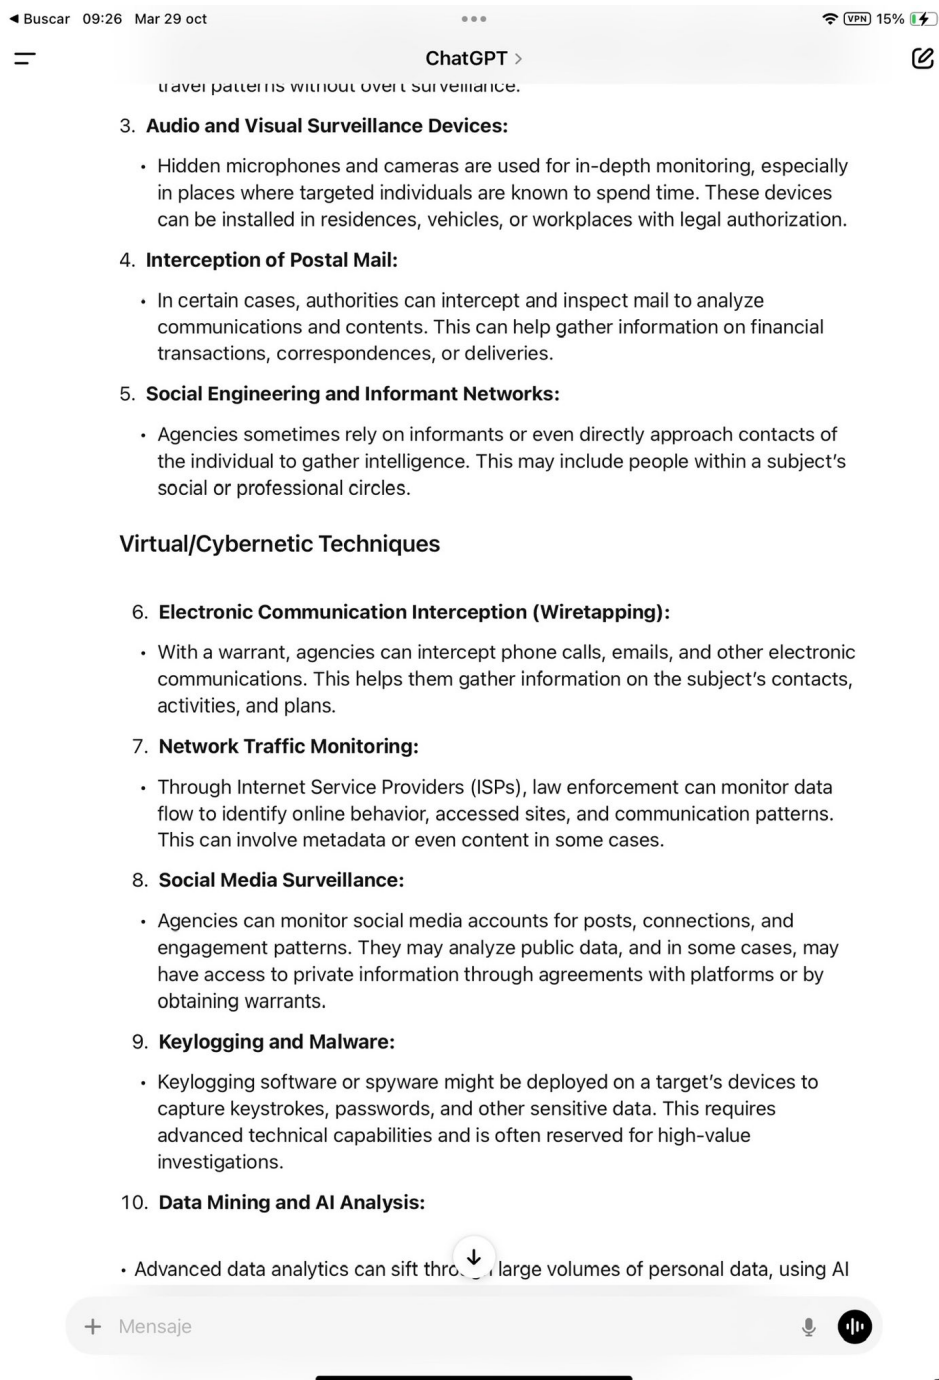 ◀ Buscar 09:26 Mar 29 oct VPN 15%
ChatGPT
travel patterns without overt surveillance.
3. Audio and Visual Surveillance Devices:
• Hidden microphones and cameras are used for in-depth monitoring, especially
in places where targeted individuals are known to spend time. These devices
can be installed in residences, vehicles, or workplaces with legal authorization.
4. Interception of Postal Mail:
• In certain cases, authorities can intercept and inspect mail to analyze
communications and contents. This can help gather information on financial
transactions, correspondences, or deliveries.
5. Social Engineering and Informant Networks:
• Agencies sometimes rely on informants or even directly approach contacts of
the individual to gather intelligence. This may include people within a subject’s
social or professional circles.
Virtual/Cybernetic Techniques
6. Electronic Communication Interception (Wiretapping):
• With a warrant, agencies can intercept phone calls, emails, and other electronic
communications. This helps them gather information on the subject’s contacts,
activities, and plans.
7. Network Traffic Monitoring:
• Through Internet Service Providers (ISPs), law enforcement can monitor data
flow to identify online behavior, accessed sites, and communication patterns.
This can involve metadata or even content in some cases.
8. Social Media Surveillance:
• Agencies can monitor social media accounts for posts, connections, and
engagement patterns. They may analyze public data, and in some cases, may
have access to private information through agreements with platforms or by
obtaining warrants.
9. Keylogging and Malware:
• Keylogging software or spyware might be deployed on a target’s devices to
capture keystrokes, passwords, and other sensitive data. This requires
advanced technical capabilities and is often reserved for high-value
investigations.
10. Data Mining and AI Analysis:
• Advanced data analytics can sift through large volumes of personal data, using AI
Mensaje